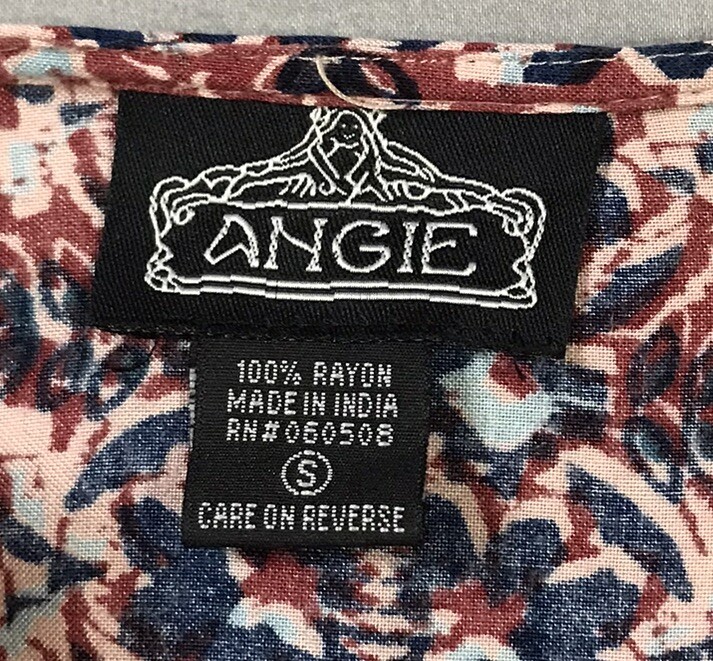 ANGIE
100% RAYON
MADE IN INDIA
RN# 060508
S
CARE ON REVERSE